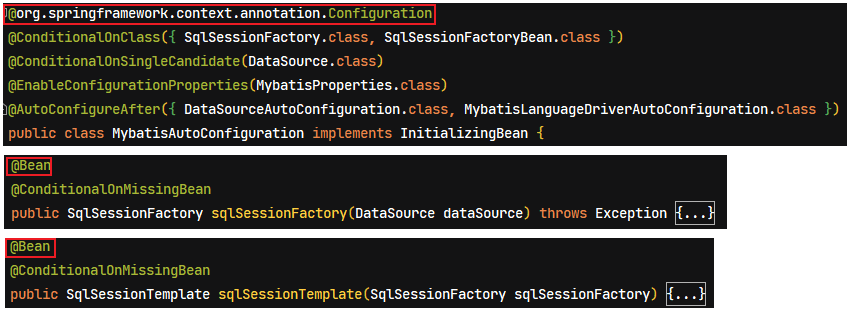 @org.springframework.context.annotation.Configuration
@ConditionalOnClass({ SqlSessionFactory.class, SqlSessionFactoryBean.class })
@ConditionalOnSingleCandidate(DataSource.class)
@EnableConfigurationProperties(MybatisProperties.class)
@AutoConfigureAfter({ DataSourceAutoConfiguration.class, MybatisLanguageDriverAutoConfiguration.class })
public class MybatisAutoConfiguration implements InitializingBean {
@Bean
@ConditionalOnMissingBean
public SqlSessionFactory sqlSessionFactory(DataSource dataSource) throws Exception {...}
@Bean
@ConditionalOnMissingBean
public SqlSessionTemplate sqlSessionTemplate(SqlSessionFactory sqlSessionFactory) {...}